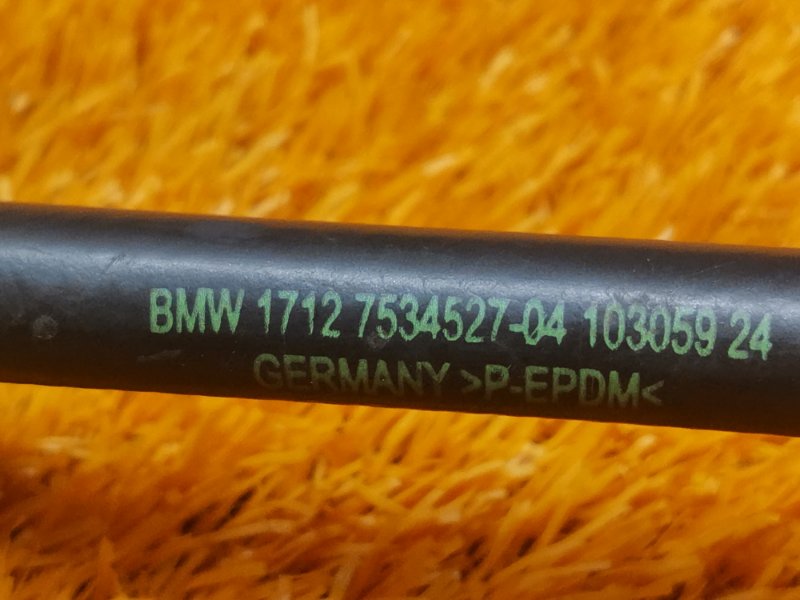 BMW 1712 7534527-04 103059 24
GERMANY >P-EPDM<